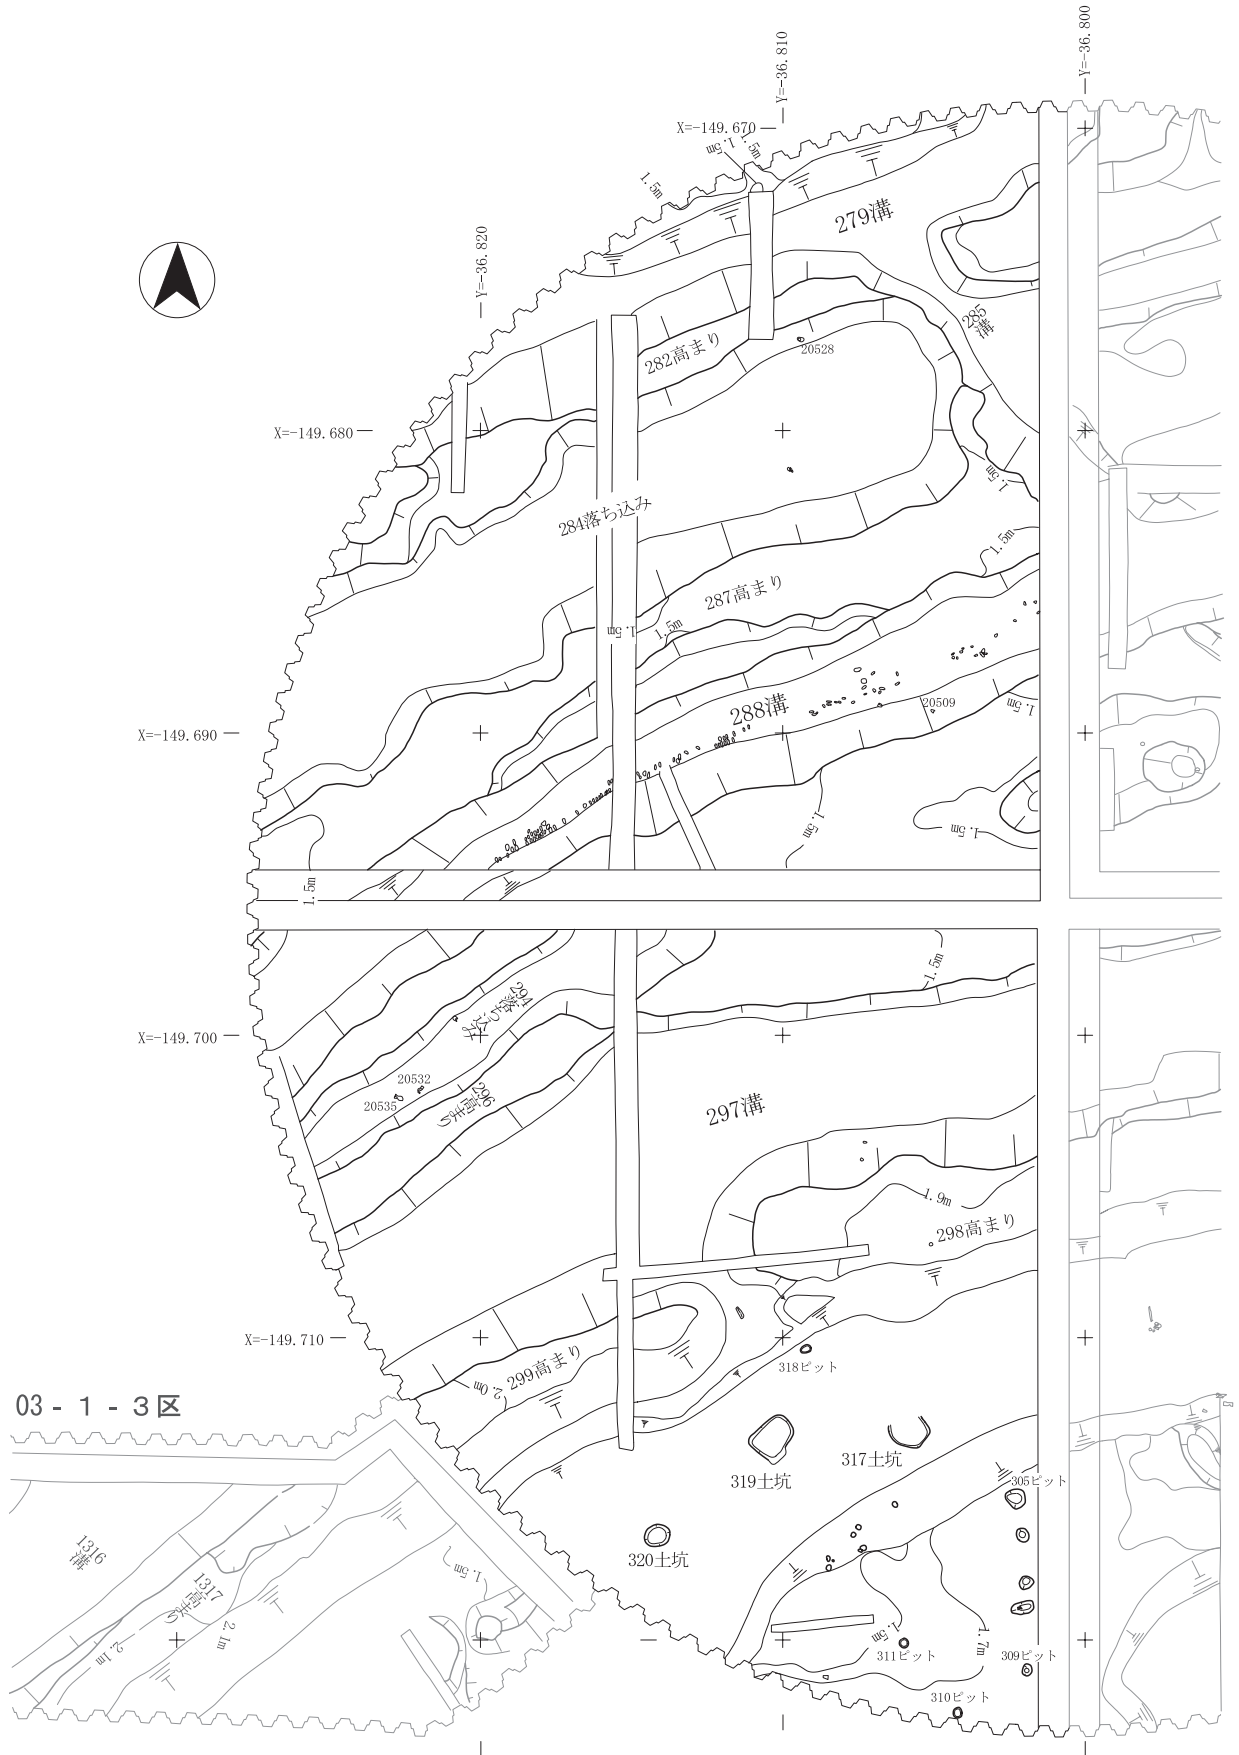 Y=-36.800
Y=-36.810
X=-149.670
1.5m
1.5m
1.5m
279溝
Y=-36.820
285溝
282高まり
20528
X=-149.680
1.5m
284落ち込み
1.5m
287高まり
1.5m
1.5m
288溝
20509
1.5m
X=-149.690
1.5m
1.5m
1.5m
1.5m
294落ち込み
X=-149.700
20532
20535
296高まり
297溝
1.9m
298高まり
X=-149.710
318ピット
299高まり
2.0m
03-1-3区
319土坑
317土坑
305ピット
320土坑
1316溝
1317高まり
1.5m
2.1m
2.1m
1.5m
1.7m
311ピット
309ピット
310ピット